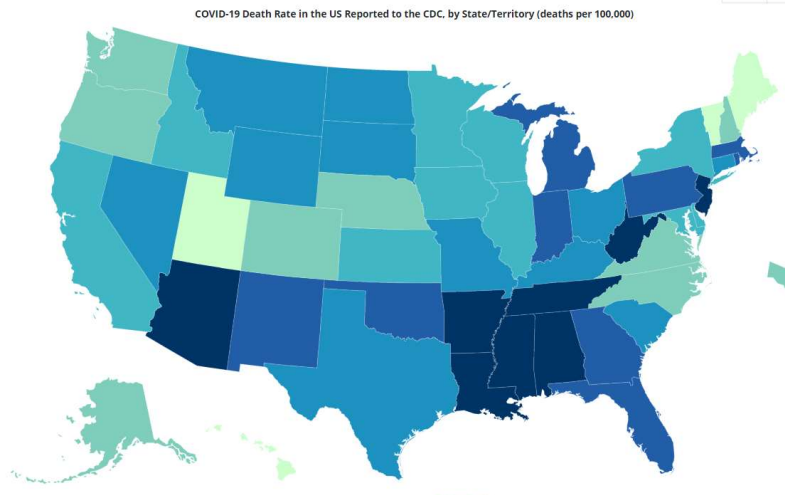 COVID-19 Death Rate in the US Reported to the CDC, by State/Territory (deaths per 100,000)